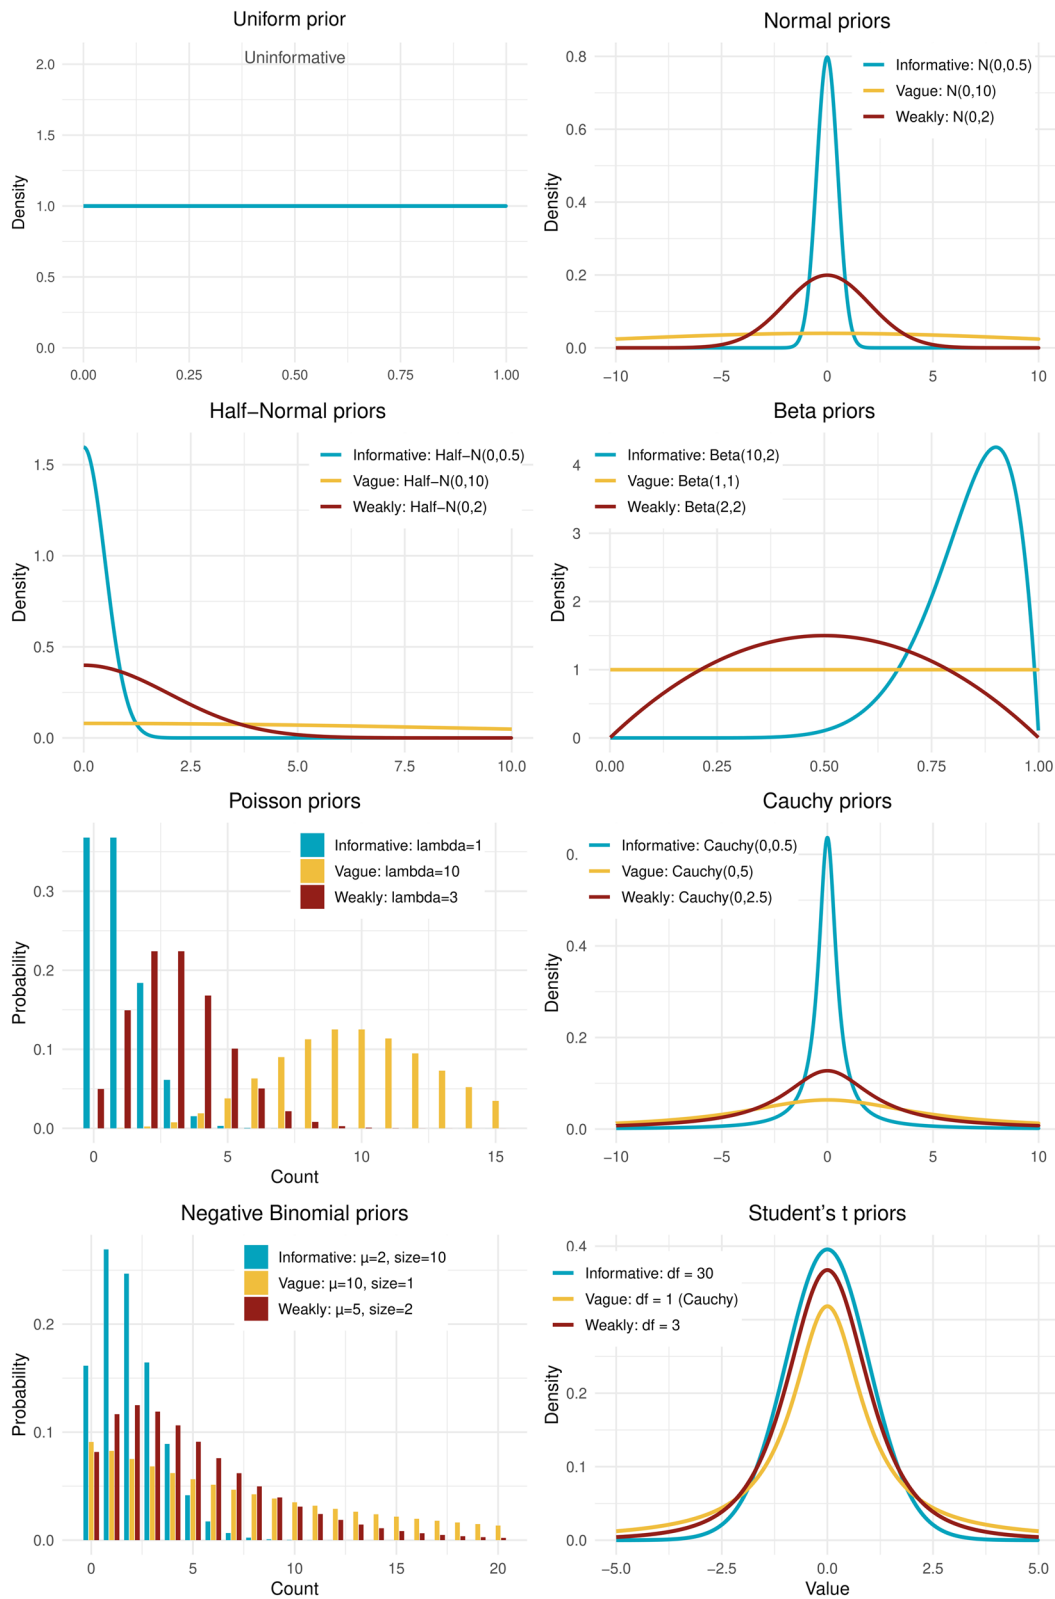 Uniform prior
Uninformative
Density
2.0
1.5
1.0
0.5
0.0
0.00 0.25 0.50 0.75 1.00
Normal priors
Informative: N(0,0.5)
Vague: N(0,10)
Weakly: N(0,2)
Density
0.8
0.6
0.4
0.2
0.0
−10 −5 0 5 10
Half−Normal priors
Informative: Half−N(0,0.5)
Vague: Half−N(0,10)
Weakly: Half−N(0,2)
Density
1.5
1.0
0.5
0.0
0.0 2.5 5.0 7.5 10.0
Beta priors
Informative: Beta(10,2)
Vague: Beta(1,1)
Weakly: Beta(2,2)
Density
4
3
2
1
0
0.00 0.25 0.50 0.75 1.00
Poisson priors
Informative: lambda=1
Vague: lambda=10
Weakly: lambda=3
Probability
0.3
0.2
0.1
0.0
0 5 10 15
Count
Cauchy priors
Informative: Cauchy(0,0.5)
Vague: Cauchy(0,5)
Weakly: Cauchy(0,2.5)
Density
0.
0.4
0.2
0.0
−10 −5 0 5 10
Negative Binomial priors
Informative: μ=2, size=10
Vague: μ=10, size=1
Weakly: μ=5, size=2
Probability
0.2
0.1
0.0
0 5 10 15 20
Count
Student's t priors
Informative: df = 30
Vague: df = 1 (Cauchy)
Weakly: df = 3
Density
0.4
0.2
0.1
0.0
−5.0 −2.5 0.0 2.5 5.0
Value